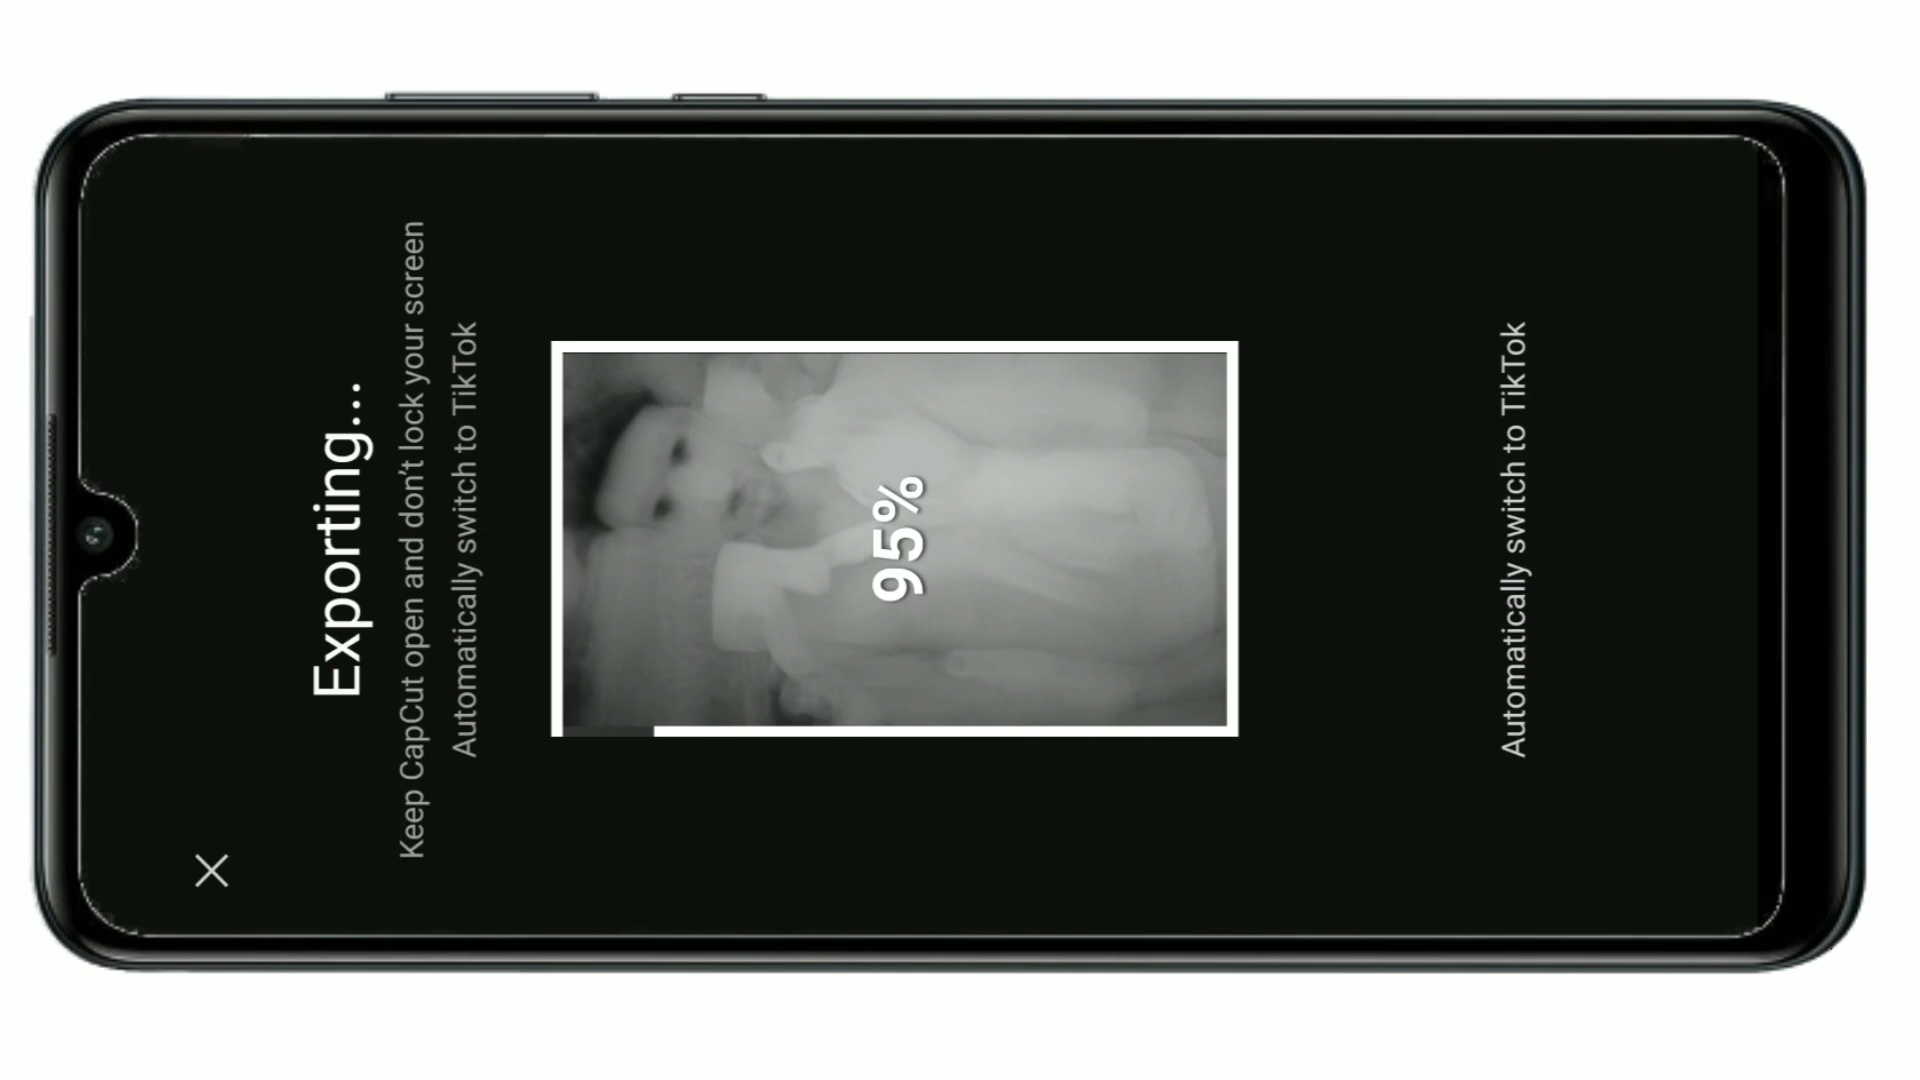 Exporting...
Keep CapCut open and don't lock your screen
Automatically switch to TikTok
95%
Automatically switch to TikTok